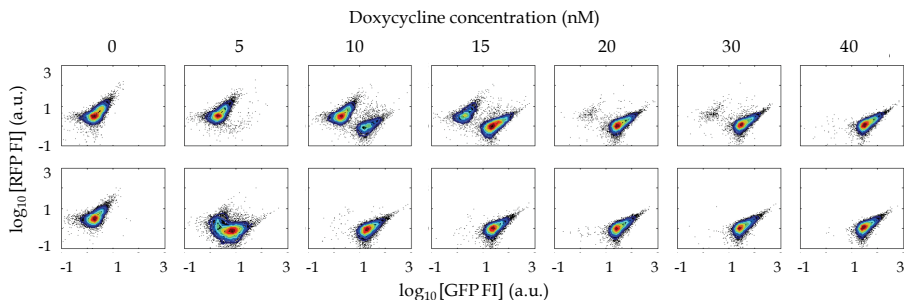 Doxycycline concentration (nM)
0 5 10 15 20 30 40
log10[RFP FI] (a.u.)
3
1
-1
3
1
-1
-1 1 3 -1 1 3 -1 1 3 -1 1 3 -1 1 3 -1 1 3 -1 1 3
log10[GFP FI] (a.u.)